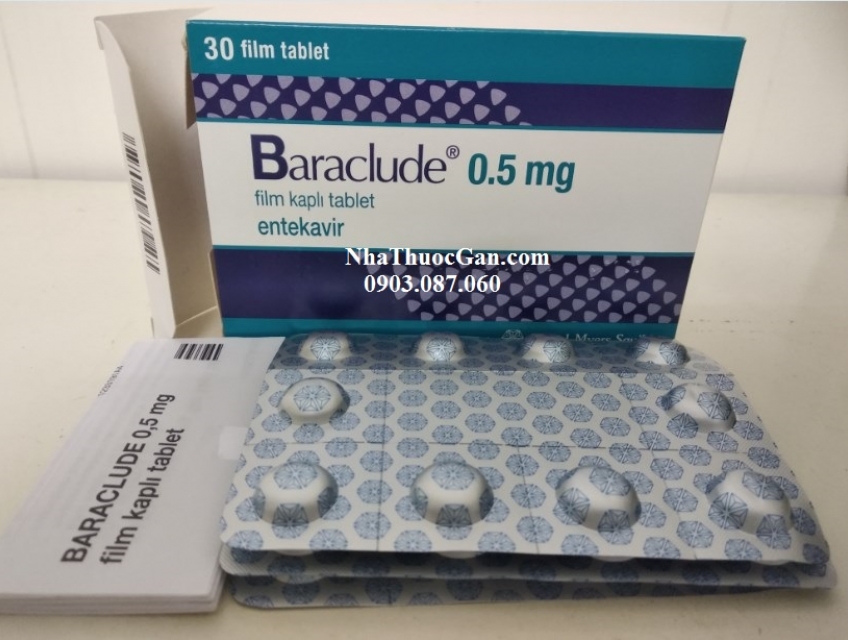 30 film tablet
Baraclude® 0.5 mg
film kaplı tablet
entekavir
NhaThuocGan.com
0903.087.060
BARACLUDE 0,5 mg
film kaplı tablet